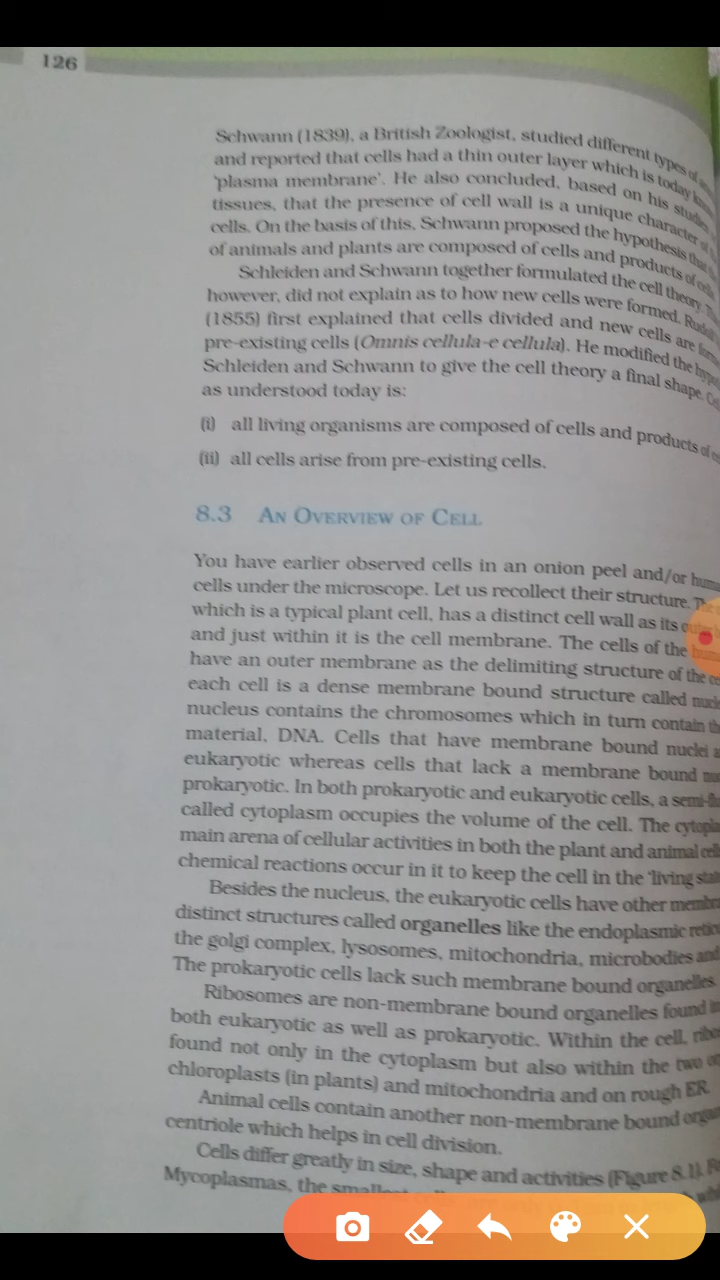 126
Schwann (1839), a British Zoologist, studied different types of
and reported that cells had a thin outer layer which is today
'plasma membrane'. He also concluded, based on his studies
tissues, that the presence of cell wall is a unique character
cells. On the basis of this, Schwann proposed the hypothesis that
of animals and plants are composed of cells and products of
Schleiden and Schwann together formulated the cell theory.
however, did not explain as to how new cells were formed.
(1855) first explained that cells divided and new cells are
pre-existing cells (Omnis cellula-e cellula). He modified the
Schleiden and Schwann to give the cell theory a final shape.
as understood today is:
(i) all living organisms are composed of cells and products of
(ii) all cells arise from pre-existing cells.
8.3 AN OVERVIEW OF CELL
You have earlier observed cells in an onion peel and/or
cells under the microscope. Let us recollect their structure.
which is a typical plant cell, has a distinct cell wall as its
and just within it is the cell membrane. The cells of the
have an outer membrane as the delimiting structure of the
each cell is a dense membrane bound structure called
nucleus contains the chromosomes which in turn contain
material, DNA. Cells that have membrane bound nuclei
eukaryotic whereas cells that lack a membrane bound
prokaryotic. In both prokaryotic and eukaryotic cells, a
called cytoplasm occupies the volume of the cell. The
main arena of cellular activities in both the plant and animal
chemical reactions occur in it to keep the cell in the 'living
Besides the nucleus, the eukaryotic cells have other
distinct structures called organelles like the endoplasmic
the golgi complex, lysosomes, mitochondria, microbodies and
The prokaryotic cells lack such membrane bound organelles.
Ribosomes are non-membrane bound organelles found in
both eukaryotic as well as prokaryotic. Within the cell,
found not only in the cytoplasm but also within the two
chloroplasts (in plants) and mitochondria and on rough ER.
Animal cells contain another non-membrane bound
centriole which helps in cell division.
Cells differ greatly in size, shape and activities (Figure 8.1).
Mycoplasmas, the